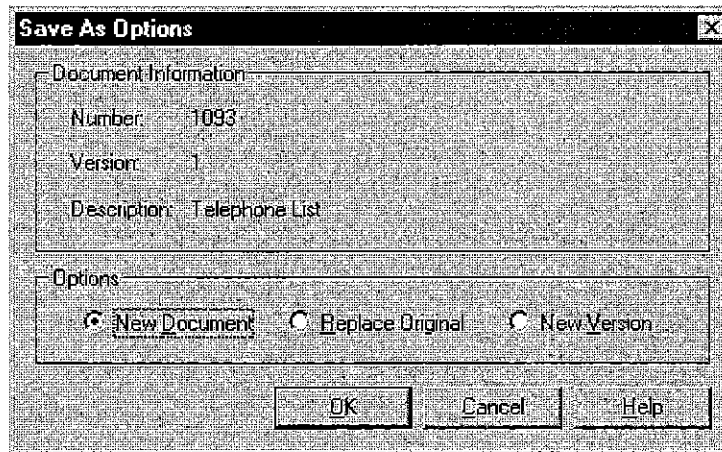 Save As Options
Document Information
Number: 1093
Version: 1
Description: Telephone List
Options
New Document Replace Original New Version
OK Cancel Help